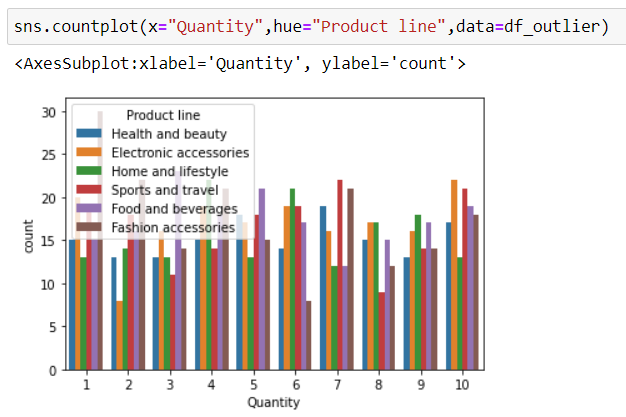 sns.countplot(x="Quantity",hue="Product line",data=df_outlier)
<AxesSubplot:xlabel='Quantity', ylabel='count'>
Product line
Health and beauty
Electronic accessories
Home and lifestyle
Sports and travel
Food and beverages
Fashion accessories
30
25
20
15
10
5
0
count
1 2 3 4 5 6 7 8 9 10
Quantity